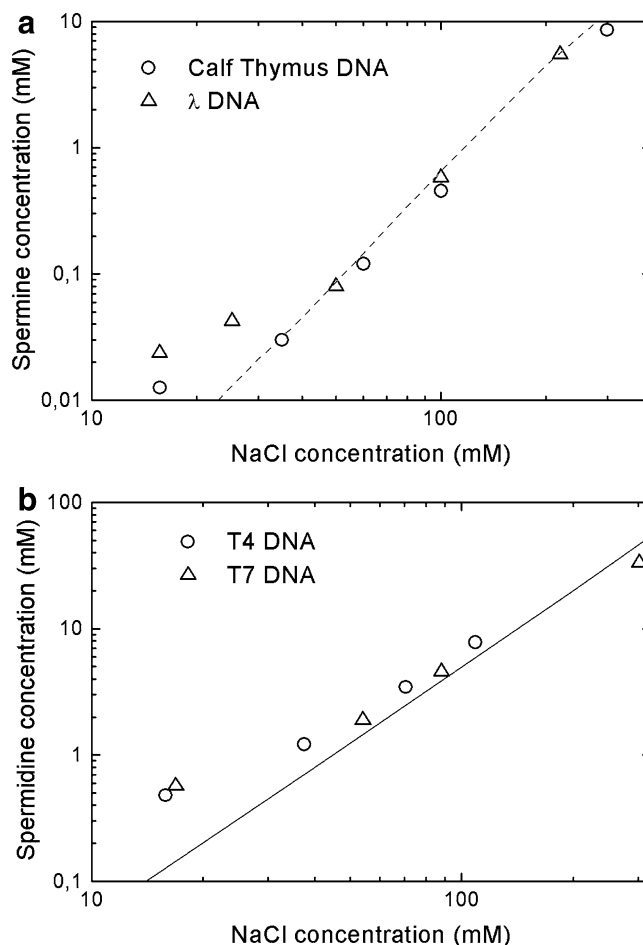 a
Spermine concentration (mM)
10
1
0,1
0,01
Calf Thymus DNA
λ DNA
10
100
NaCl concentration (mM)
b
Spermidine concentration (mM)
100
10
1
0,1
T4 DNA
T7 DNA
10
100
NaCl concentration (mM)